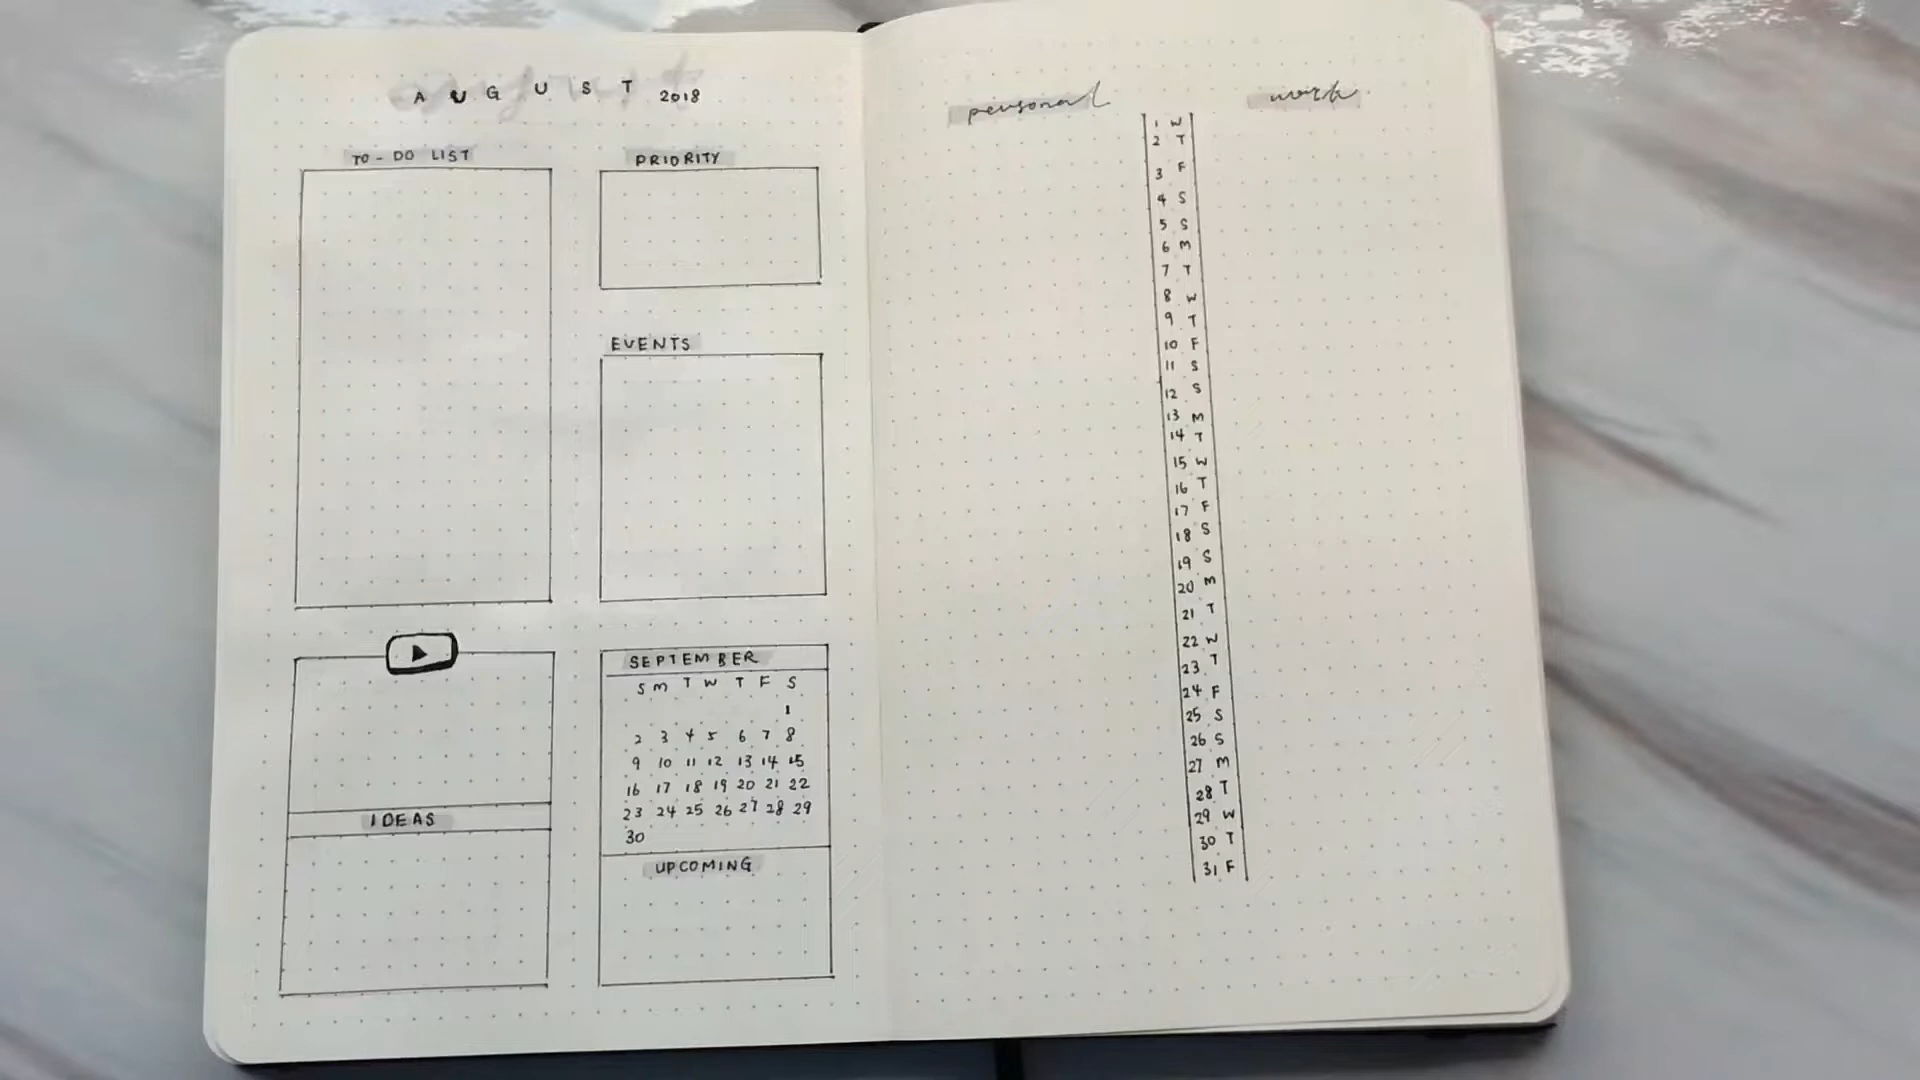 AUGUST 2018
TO-DO LIST
PRIORITY
EVENTS
IDEAS
SEPTEMBER
S M T W T F S
1
2 3 4 5 6 7 8
9 10 11 12 13 14 15
16 17 18 19 20 21 22
23 24 25 26 27 28 29
30
UPCOMING
personal
work
1 W
2 T
3 F
4 S
5 S
6 M
7 T
8 W
9 T
10 F
11 S
12 S
13 M
14 T
15 W
16 T
17 F
18 S
19 S
20 M
21 T
22 W
23 T
24 F
25 S
26 S
27 M
28 T
29 W
30 T
31 F